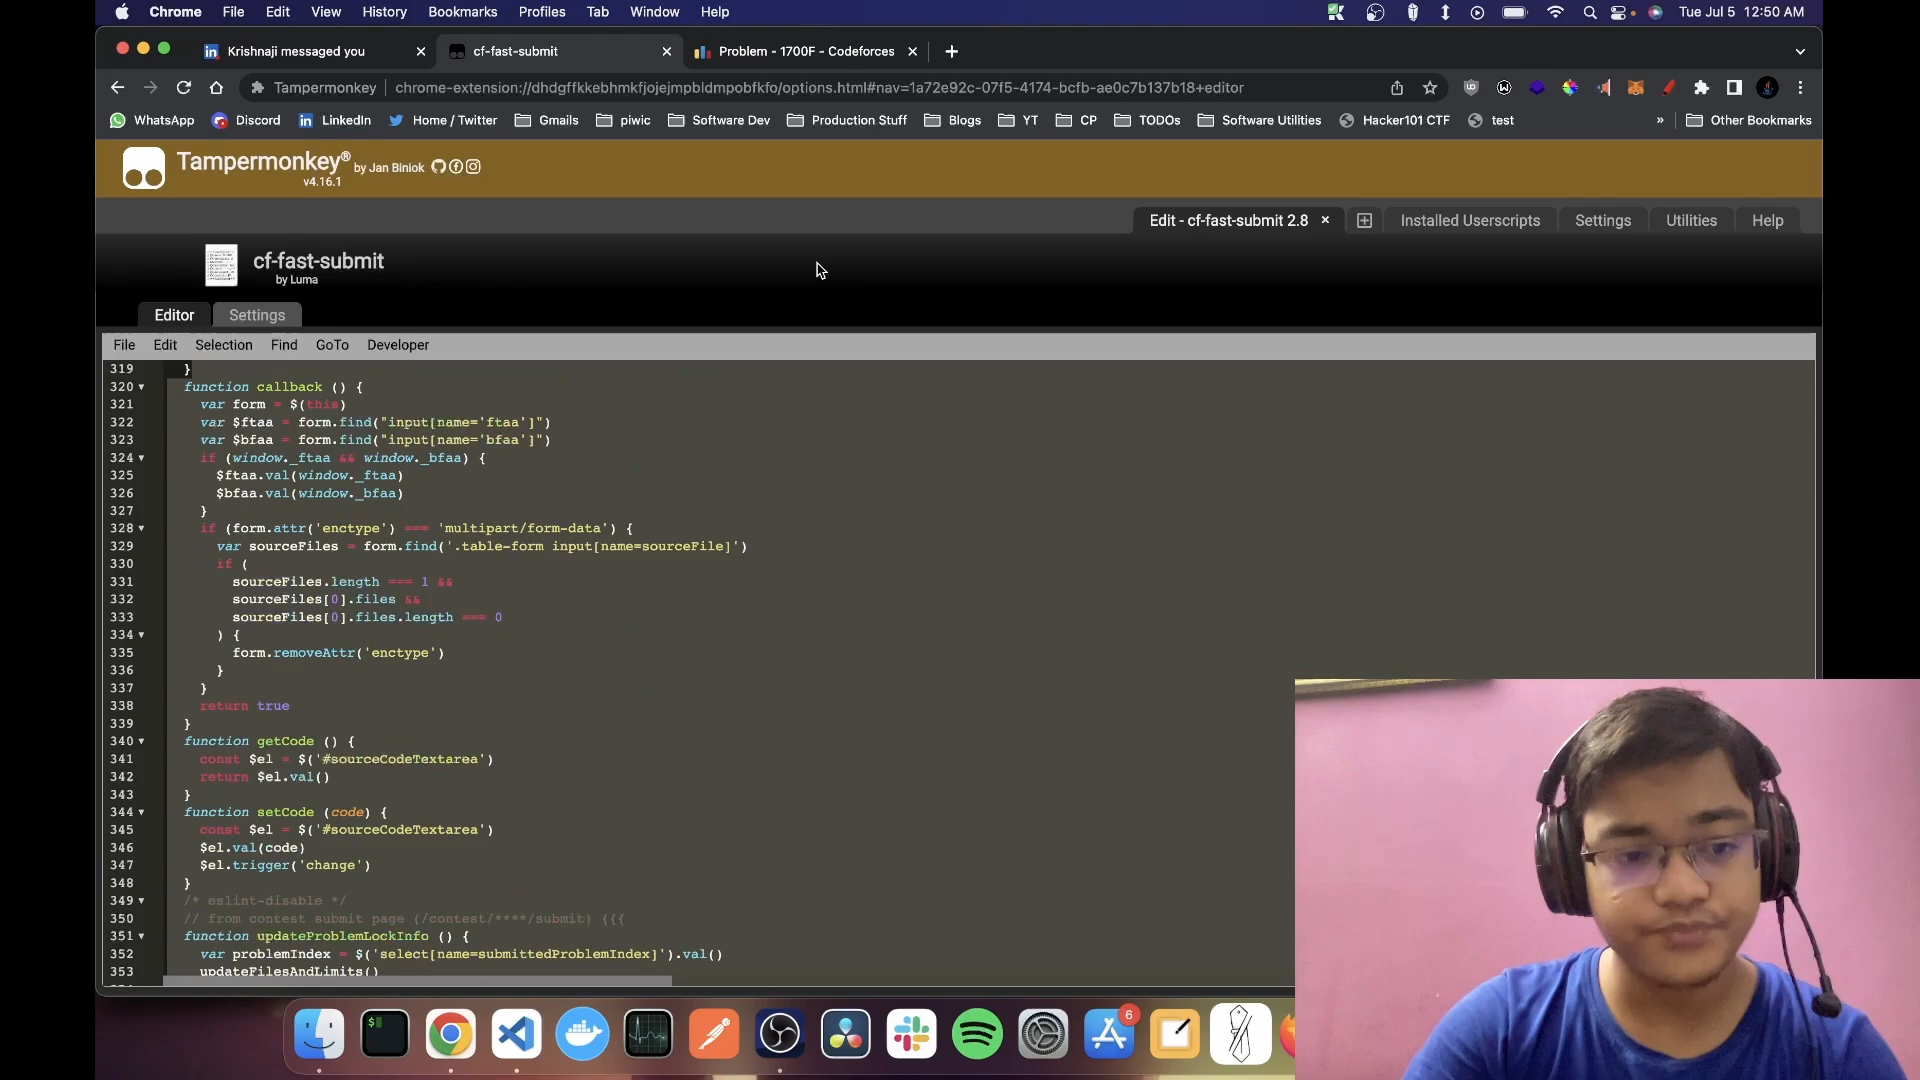 Chrome File Edit View History Bookmarks Profiles Tab Window Help Tue Jul 5 12:50 AM
Krishnaji messaged you cf-fast-submit Problem - 1700F - Codeforces
Tampermonkey chrome-extension://dhdgffkkebhmkfjojejmpbldmpobfkfo/options.html#nav=1a72e92c-07f5-4174-bcfb-ae0c7b137b18+editor
WhatsApp Discord LinkedIn Home / Twitter Gmails piwic Software Dev Production Stuff Blogs YT CP TODOs Software Utilities Hacker101 CTF test » Other Bookmarks
Tampermonkey® by Jan Biniok
v4.16.1
Edit - cf-fast-submit 2.8 Installed Userscripts Settings Utilities Help
cf-fast-submit
by Luma
Editor Settings
File Edit Selection Find GoTo Developer
319 }
320 function callback () {
321 var form = $(this)
322 var $ftaa = form.find("input[name='ftaa']")
323 var $bfaa = form.find("input[name='bfaa']")
324 if (window._ftaa && window._bfaa) {
325 $ftaa.val(window._ftaa)
326 $bfaa.val(window._bfaa)
327 }
328 if (form.attr('enctype') === 'multipart/form-data') {
329 var sourceFiles = form.find('.table-form input[name=sourceFile]')
330 if (
331 sourceFiles.length === 1 &&
332 sourceFiles[0].files &&
333 sourceFiles[0].files.length === 0
334 ) {
335 form.removeAttr('enctype')
336 }
337 }
338 return true
339 }
340 function getCode () {
341 const $el = $('#sourceCodeTextarea')
342 return $el.val()
343 }
344 function setCode (code) {
345 const $el = $('#sourceCodeTextarea')
346 $el.val(code)
347 $el.trigger('change')
348 }
349 /* eslint-disable */
350 // from contest submit page (/contest/****/submit) {{{
351 function updateProblemLockInfo () {
352 var problemIndex = $('select[name=submittedProblemIndex]').val()
353 updateFilesAndLimits()
6